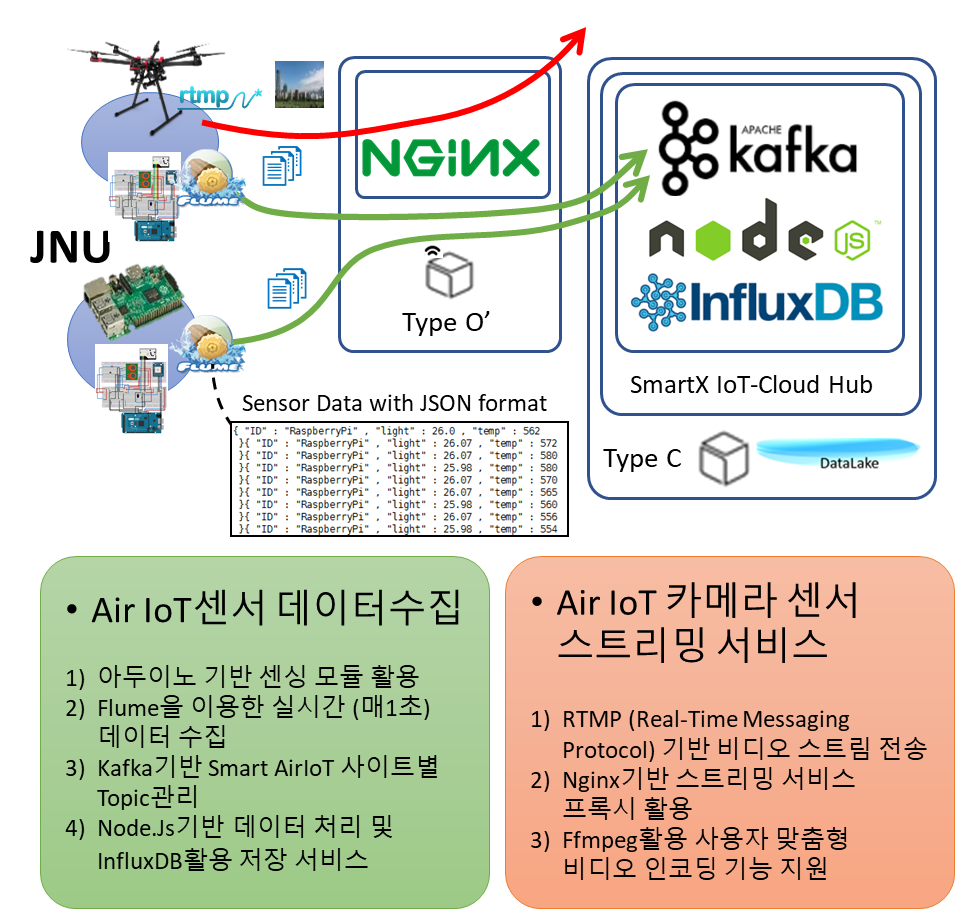 rtmp
NGiNX
APACHE
kafka
FLUME
JNU
node
JS
TM
InfluxDB
Type O’
FLUME
SmartX IoT-Cloud Hub
Sensor Data with JSON format
{ "ID" : "RaspberryPi" , "light" : 26.0 , "temp" : 562
}{ "ID" : "RaspberryPi" , "light" : 26.07 , "temp" : 572
}{ "ID" : "RaspberryPi" , "light" : 26.07 , "temp" : 580
}{ "ID" : "RaspberryPi" , "light" : 25.98 , "temp" : 580
}{ "ID" : "RaspberryPi" , "light" : 26.07 , "temp" : 570
}{ "ID" : "RaspberryPi" , "light" : 26.07 , "temp" : 565
}{ "ID" : "RaspberryPi" , "light" : 25.98 , "temp" : 560
}{ "ID" : "RaspberryPi" , "light" : 26.07 , "temp" : 556
}{ "ID" : "RaspberryPi" , "light" : 25.98 , "temp" : 554
Type C
DataLake
• Air IoT센서 데이터수집
1) 아두이노 기반 센싱 모듈 활용
2) Flume을 이용한 실시간 (매1초)
데이터 수집
3) Kafka기반 Smart AirIoT 사이트별
Topic관리
4) Node.Js기반 데이터 처리 및
InfluxDB활용 저장 서비스
• Air IoT 카메라 센서
스트리밍 서비스
1) RTMP (Real-Time Messaging
Protocol) 기반 비디오 스트림 전송
2) Nginx기반 스트리밍 서비스
프록시 활용
3) Ffmpeg활용 사용자 맞춤형
비디오 인코딩 기능 지원